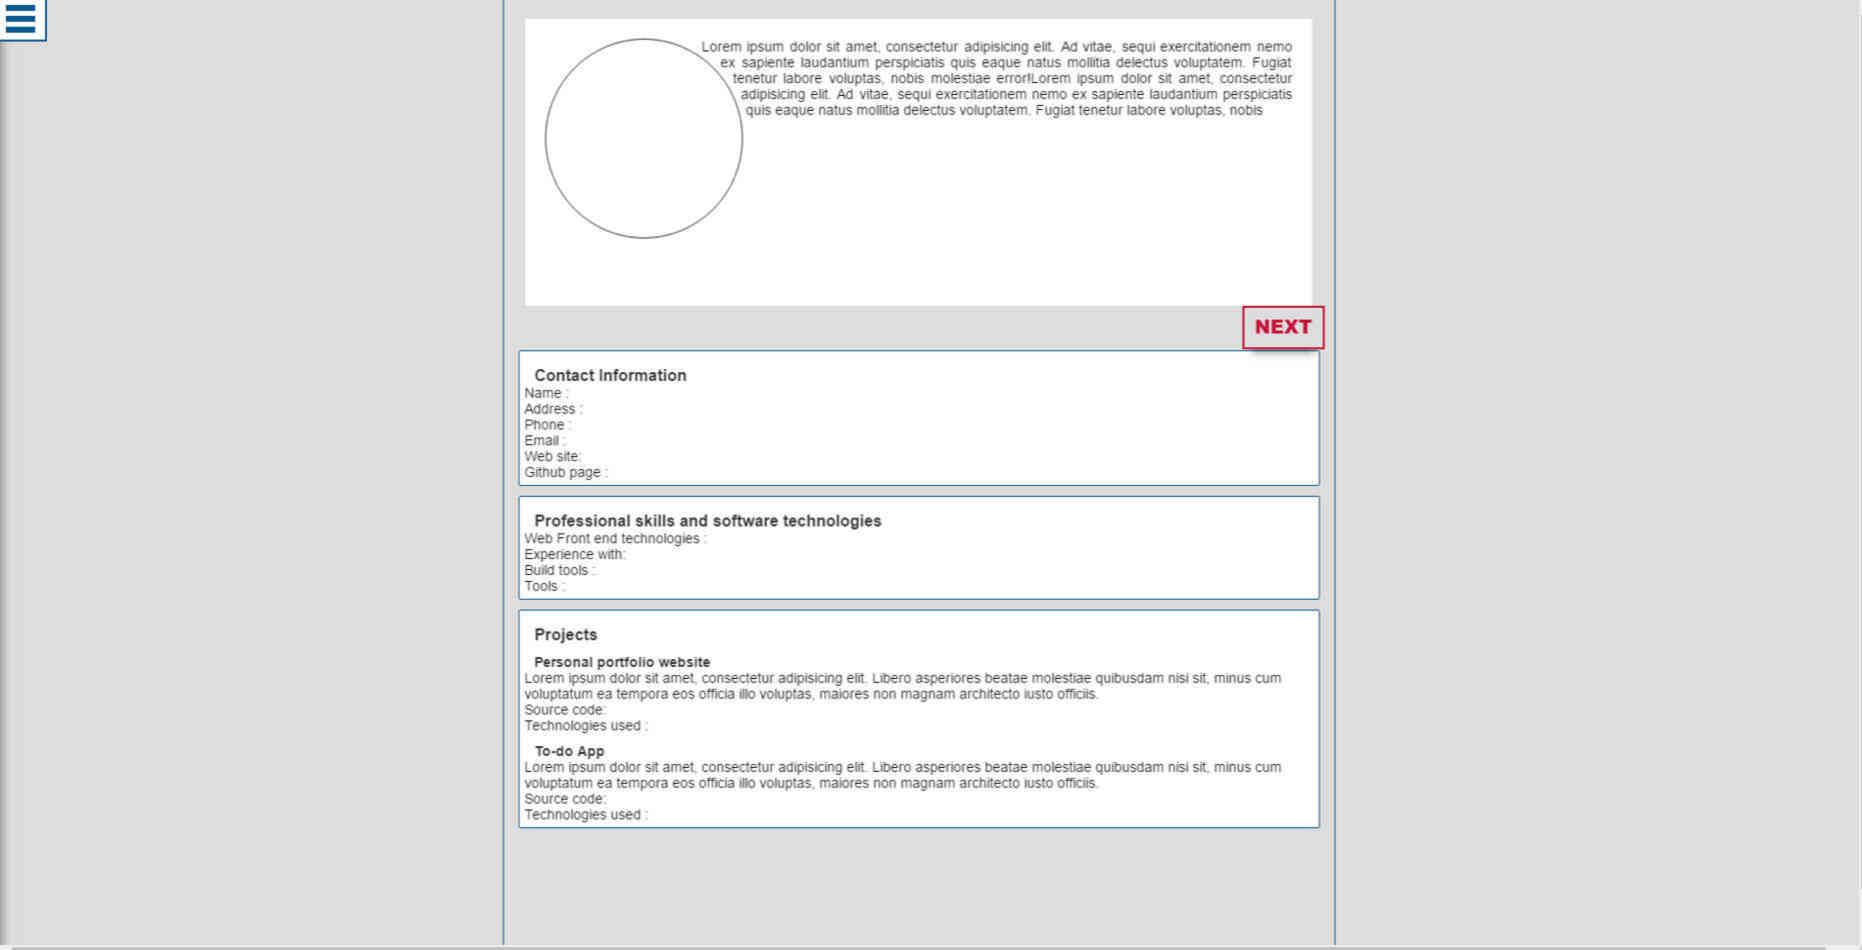 Lorem ipsum dolor sit amet, consectetur adipisicing elit. Ad vitae, sequi exercitationem nemo
ex sapiente laudantium perspiciatis quis eaque natus mollitia delectus voluptatem. Fugiat
tenetur labore voluptas, nobis molestiae error!Lorem ipsum dolor sit amet, consectetur
adipisicing elit. Ad vitae, sequi exercitationem nemo ex sapiente laudantium perspiciatis
quis eaque natus mollitia delectus voluptatem. Fugiat tenetur labore voluptas, nobis
NEXT
Contact Information
Name :
Address :
Phone :
Email :
Web site:
Github page :
Professional skills and software technologies
Web Front end technologies :
Experience with:
Build tools :
Tools :
Projects
Personal portfolio website
Lorem ipsum dolor sit amet, consectetur adipisicing elit. Libero asperiores beatae molestiae quibusdam nisi sit, minus cum
voluptatum ea tempora eos officia illo voluptas, maiores non magnam architecto iusto officiis.
Source code:
Technologies used :
To-do App
Lorem ipsum dolor sit amet, consectetur adipisicing elit. Libero asperiores beatae molestiae quibusdam nisi sit, minus cum
voluptatum ea tempora eos officia illo voluptas, maiores non magnam architecto iusto officiis.
Source code:
Technologies used :